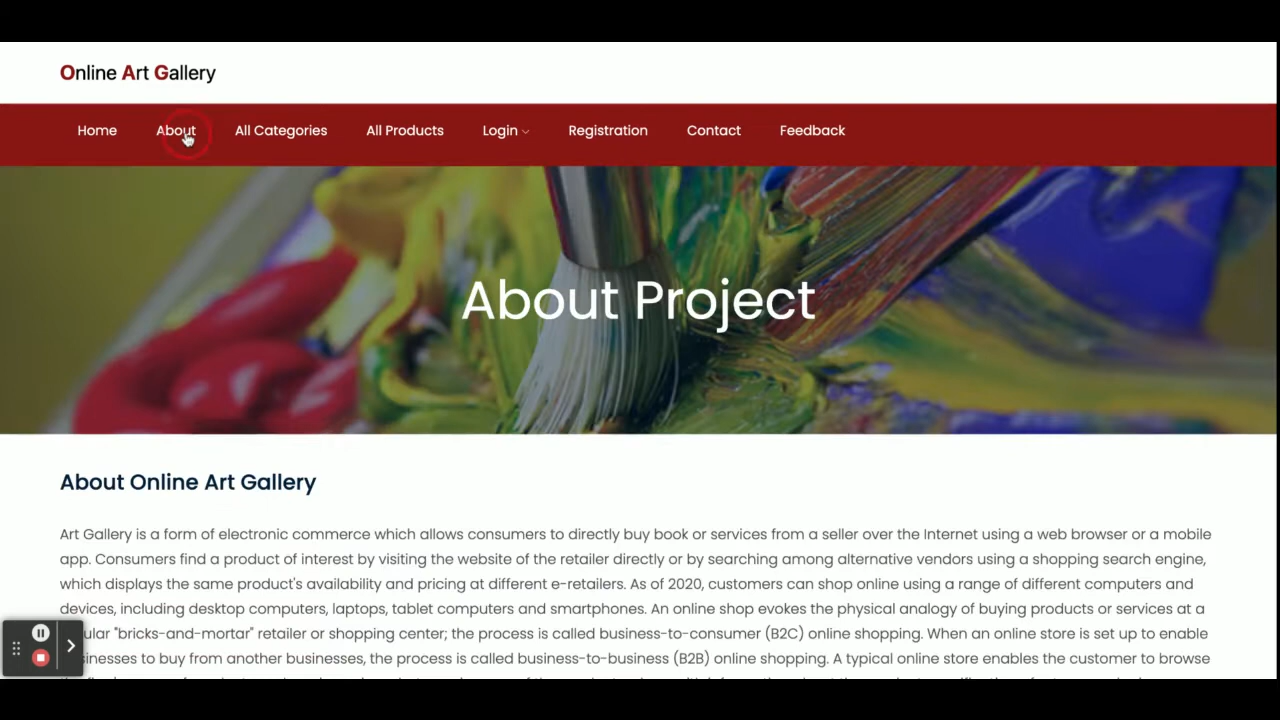 Online Art Gallery
Home About All Categories All Products Login Registration Contact Feedback
About Project
About Online Art Gallery
Art Gallery is a form of electronic commerce which allows consumers to directly buy book or services from a seller over the Internet using a web browser or a mobile
app. Consumers find a product of interest by visiting the website of the retailer directly or by searching among alternative vendors using a shopping search engine,
which displays the same product's availability and pricing at different e-retailers. As of 2020, customers can shop online using a range of different computers and
devices, including desktop computers, laptops, tablet computers and smartphones. An online shop evokes the physical analogy of buying products or services at a
"bricks-and-mortar" retailer or shopping center; the process is called business-to-consumer (B2C) online shopping. When an online store is set up to enable
to buy from another businesses, the process is called business-to-business (B2B) online shopping. A typical online store enables the customer to browse